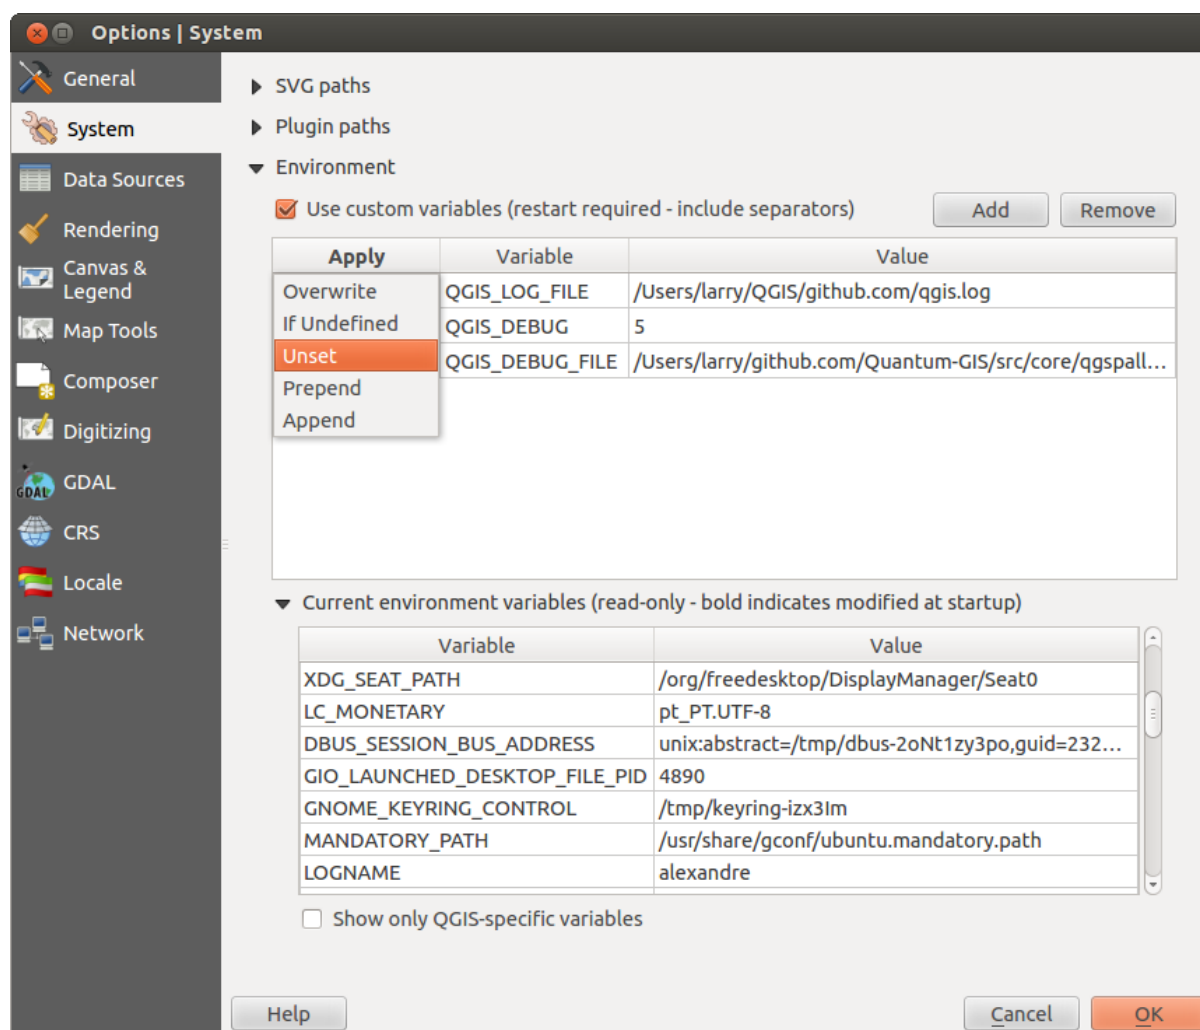 Options | System
General
System
Data Sources
Rendering
Canvas &
Legend
Map Tools
Composer
Digitizing
GDAL
GDAL
CRS
Locale
Network
SVG paths
Plugin paths
Environment
Use custom variables (restart required - include separators) Add Remove
Apply Variable Value
Overwrite QGIS_LOG_FILE /Users/larry/QGIS/github.com/qgis.log
If Undefined QGIS_DEBUG 5
Unset QGIS_DEBUG_FILE /Users/larry/github.com/Quantum-GIS/src/core/qgspall...
Prepend
Append
Current environment variables (read-only - bold indicates modified at startup)
Variable Value
XDG_SEAT_PATH /org/freedesktop/DisplayManager/Seat0
LC_MONETARY pt_PT.UTF-8
DBUS_SESSION_BUS_ADDRESS unix:abstract=/tmp/dbus-2oNt1zy3po,guid=232...
GIO_LAUNCHED_DESKTOP_FILE_PID 4890
GNOME_KEYRING_CONTROL /tmp/keyring-izx3Im
MANDATORY_PATH /usr/share/gconf/ubuntu.mandatory.path
LOGNAME alexandre
Show only QGIS-specific variables
Help Cancel OK